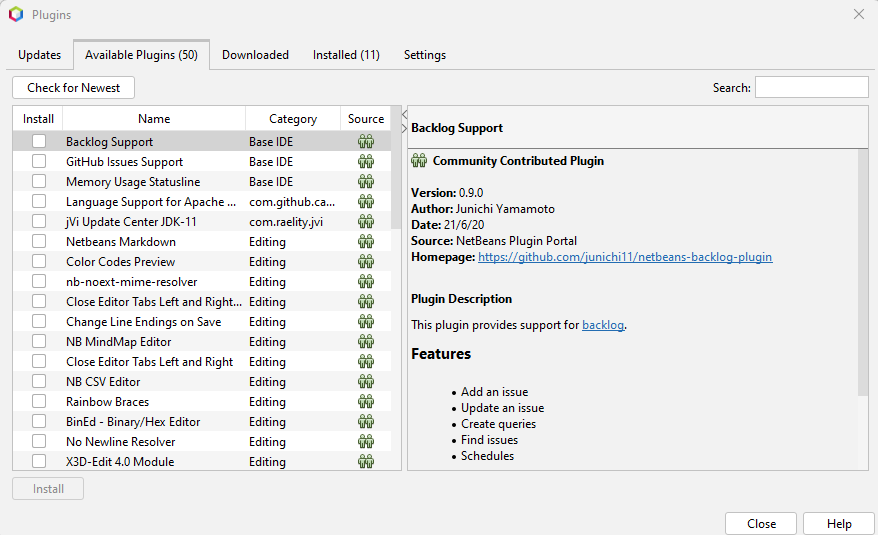 Plugins
Updates Available Plugins (50) Downloaded Installed (11) Settings
Check for Newest Search:
Install Name Category Source
Backlog Support Base IDE
GitHub Issues Support Base IDE
Memory Usage Statusline Base IDE
Language Support for Apache ... com.github.ca...
jVi Update Center JDK-11 com.raelity.jvi
Netbeans Markdown Editing
Color Codes Preview Editing
nb-noext-mime-resolver Editing
Close Editor Tabs Left and Right... Editing
Change Line Endings on Save Editing
NB MindMap Editor Editing
Close Editor Tabs Left and Right Editing
NB CSV Editor Editing
Rainbow Braces Editing
BinEd - Binary/Hex Editor Editing
No Newline Resolver Editing
X3D-Edit 4.0 Module Editing
Install
Backlog Support
Community Contributed Plugin
Version: 0.9.0
Author: Junichi Yamamoto
Date: 21/6/20
Source: NetBeans Plugin Portal
Homepage: https://github.com/junichi11/netbeans-backlog-plugin
Plugin Description
This plugin provides support for backlog.
Features
• Add an issue
• Update an issue
• Create queries
• Find issues
• Schedules
Close Help